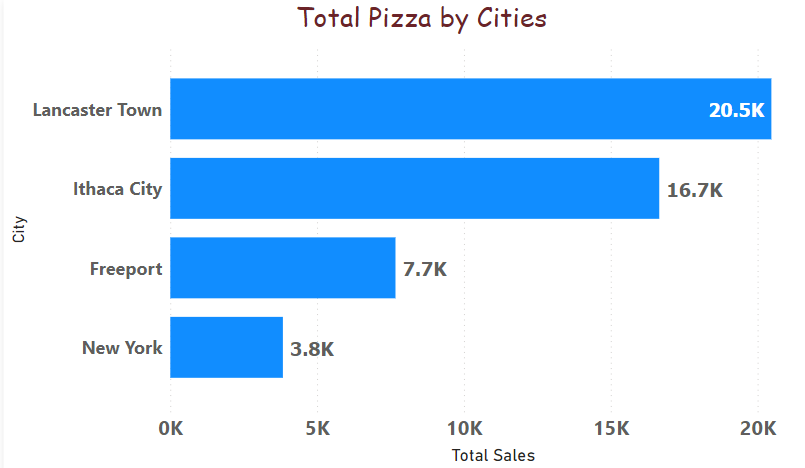 Total Pizza by Cities
Lancaster Town
20.5K
Ithaca City
16.7K
City
Freeport
7.7K
New York
3.8K
0K 5K 10K 15K 20K
Total Sales